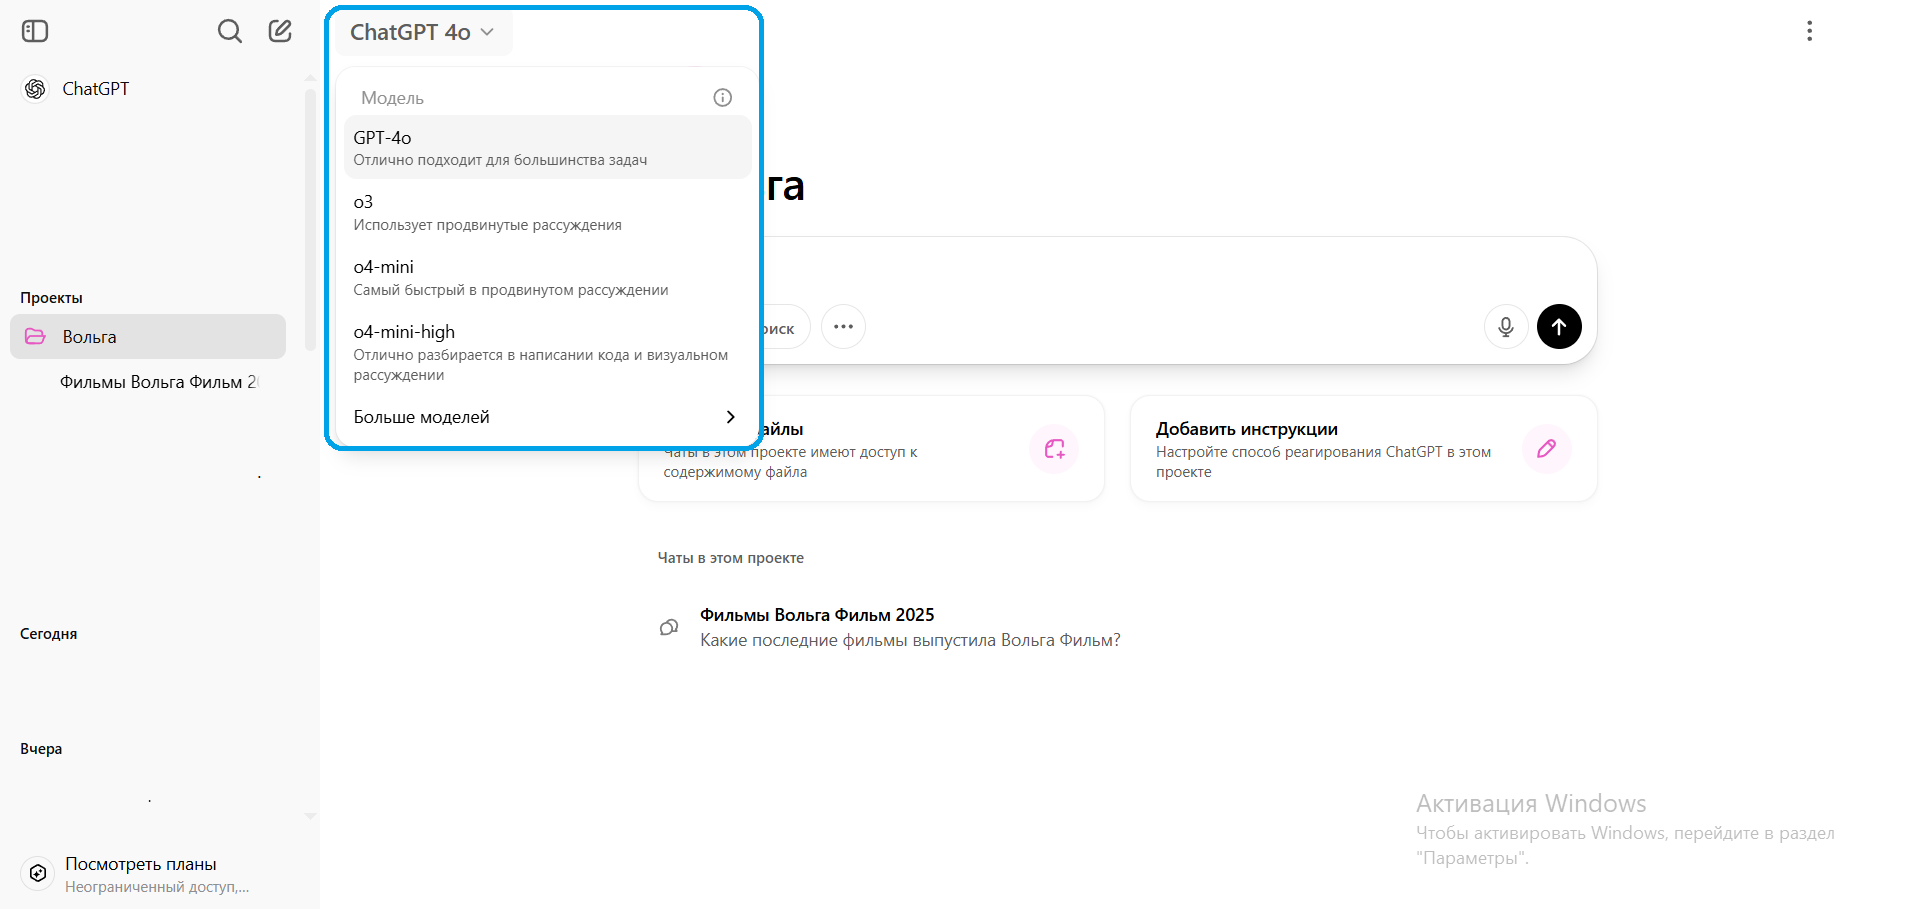 ChatGPT
Проекты
Вольга
Фильмы Вольга Фильм
Сегодня
Вчера
Посмотреть планы
Неограниченный доступ,...
ChatGPT 4o
Модель
GPT-4o
Отлично подходит для большинства задач
o3
Использует продвинутые рассуждения
o4-mini
Самый быстрый в продвинутом рассуждении
o4-mini-high
Отлично разбирается в написании кода и визуальном
рассуждении
Больше моделей
Чаты в этом проекте имеют доступ к
содержимому файла
Добавить инструкции
Настройте способ реагирования ChatGPT в этом
проекте
Чаты в этом проекте
Фильмы Вольга Фильм 2025
Какие последние фильмы выпустила Вольга Фильм?
Активация Windows
Чтобы активировать Windows, перейдите в раздел
"Параметры".